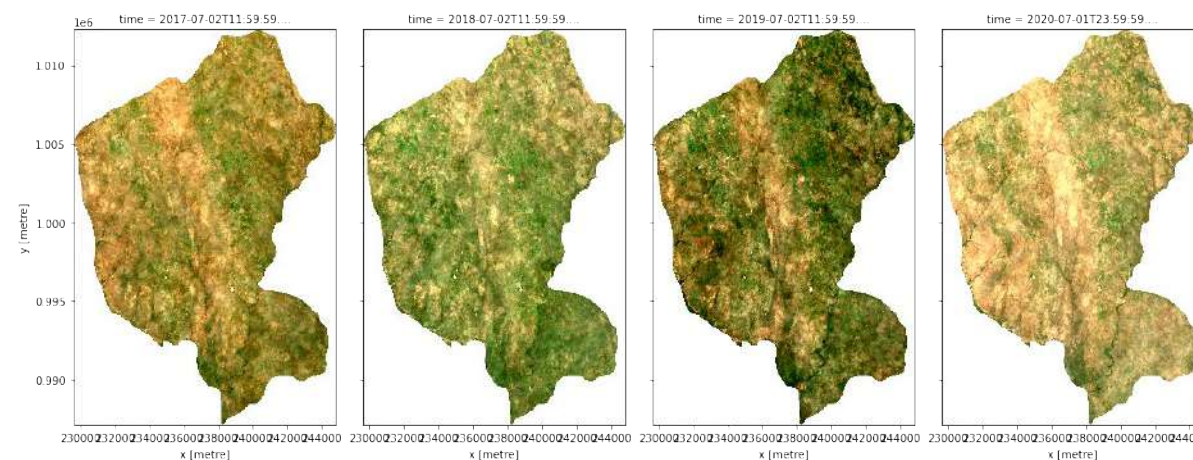 1e6
time = 2017-07-02T11:59:59.... time = 2018-07-02T11:59:59.... time = 2019-07-02T11:59:59.... time = 2020-07-01T23:59:59....
1.010
1.005
1.000
0.995
0.990
y [metre]
230000 232000 234000 236000 238000 240000 242000 244000 230000 232000 234000 236000 238000 240000 242000 244000 230000 232000 234000 236000 238000 240000 242000 244000 230000 232000 234000 236000 238000 240000 242000
x [metre] x [metre] x [metre] x [metre]